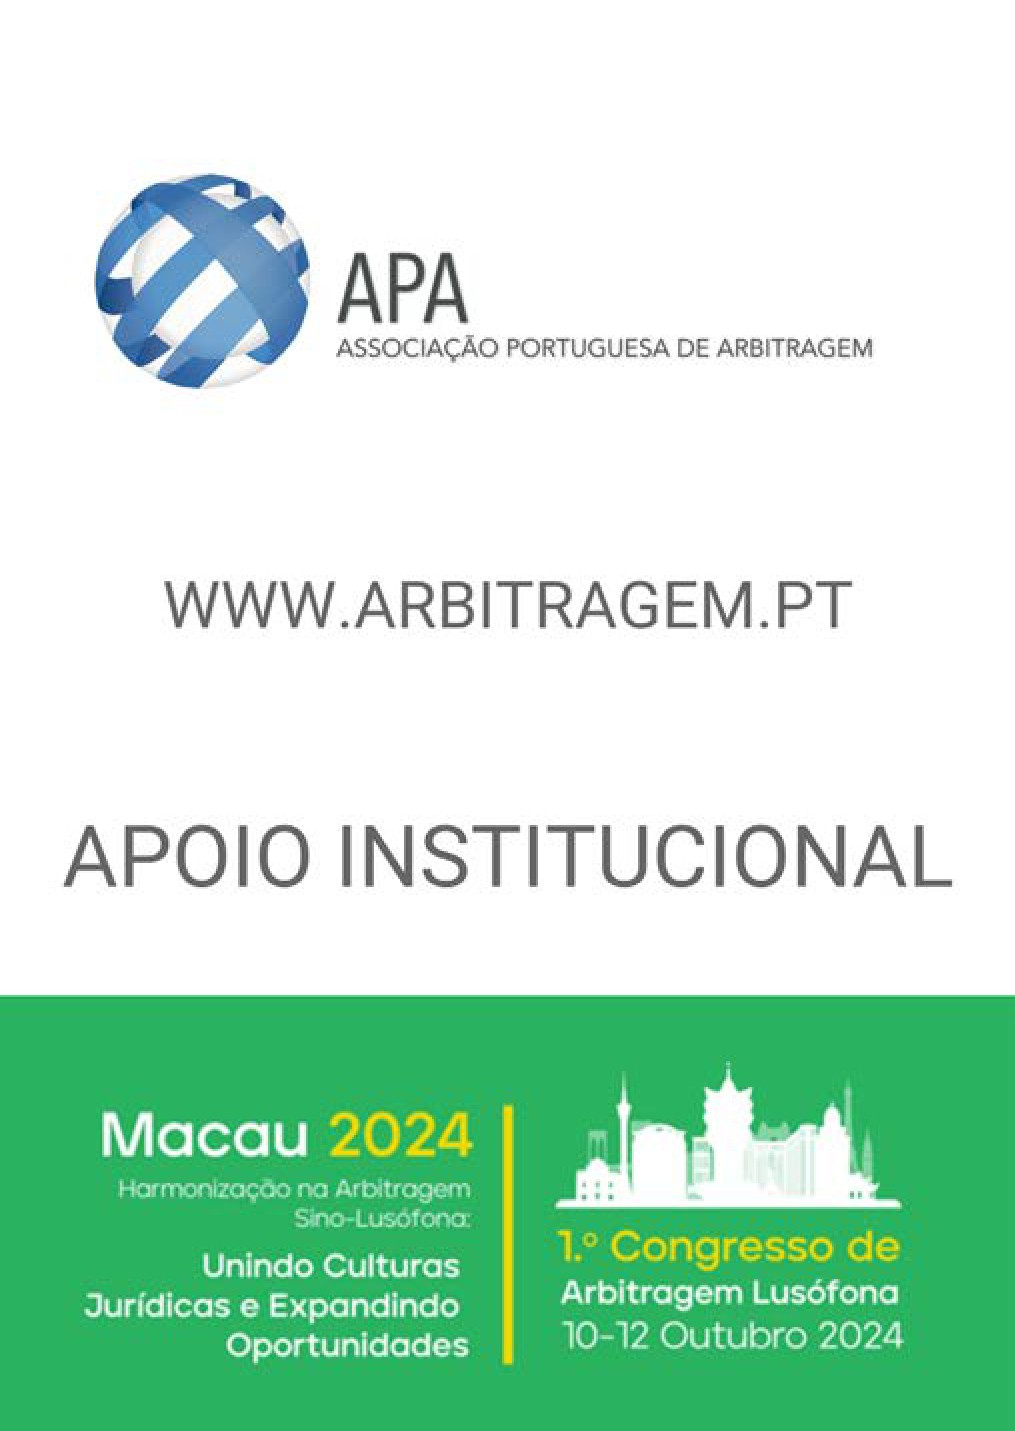 APA
ASSOCIAÇÃO PORTUGUESA DE ARBITRAGEM
WWW.ARBITRAGEM.PT
APOIO INSTITUCIONAL
Macau 2024
Harmonização na Arbitragem
Sino-Lusófona:
Unindo Culturas
Jurídicas e Expandindo
Oportunidades
1.º Congresso de
Arbitragem Lusófona
10-12 Outubro 2024